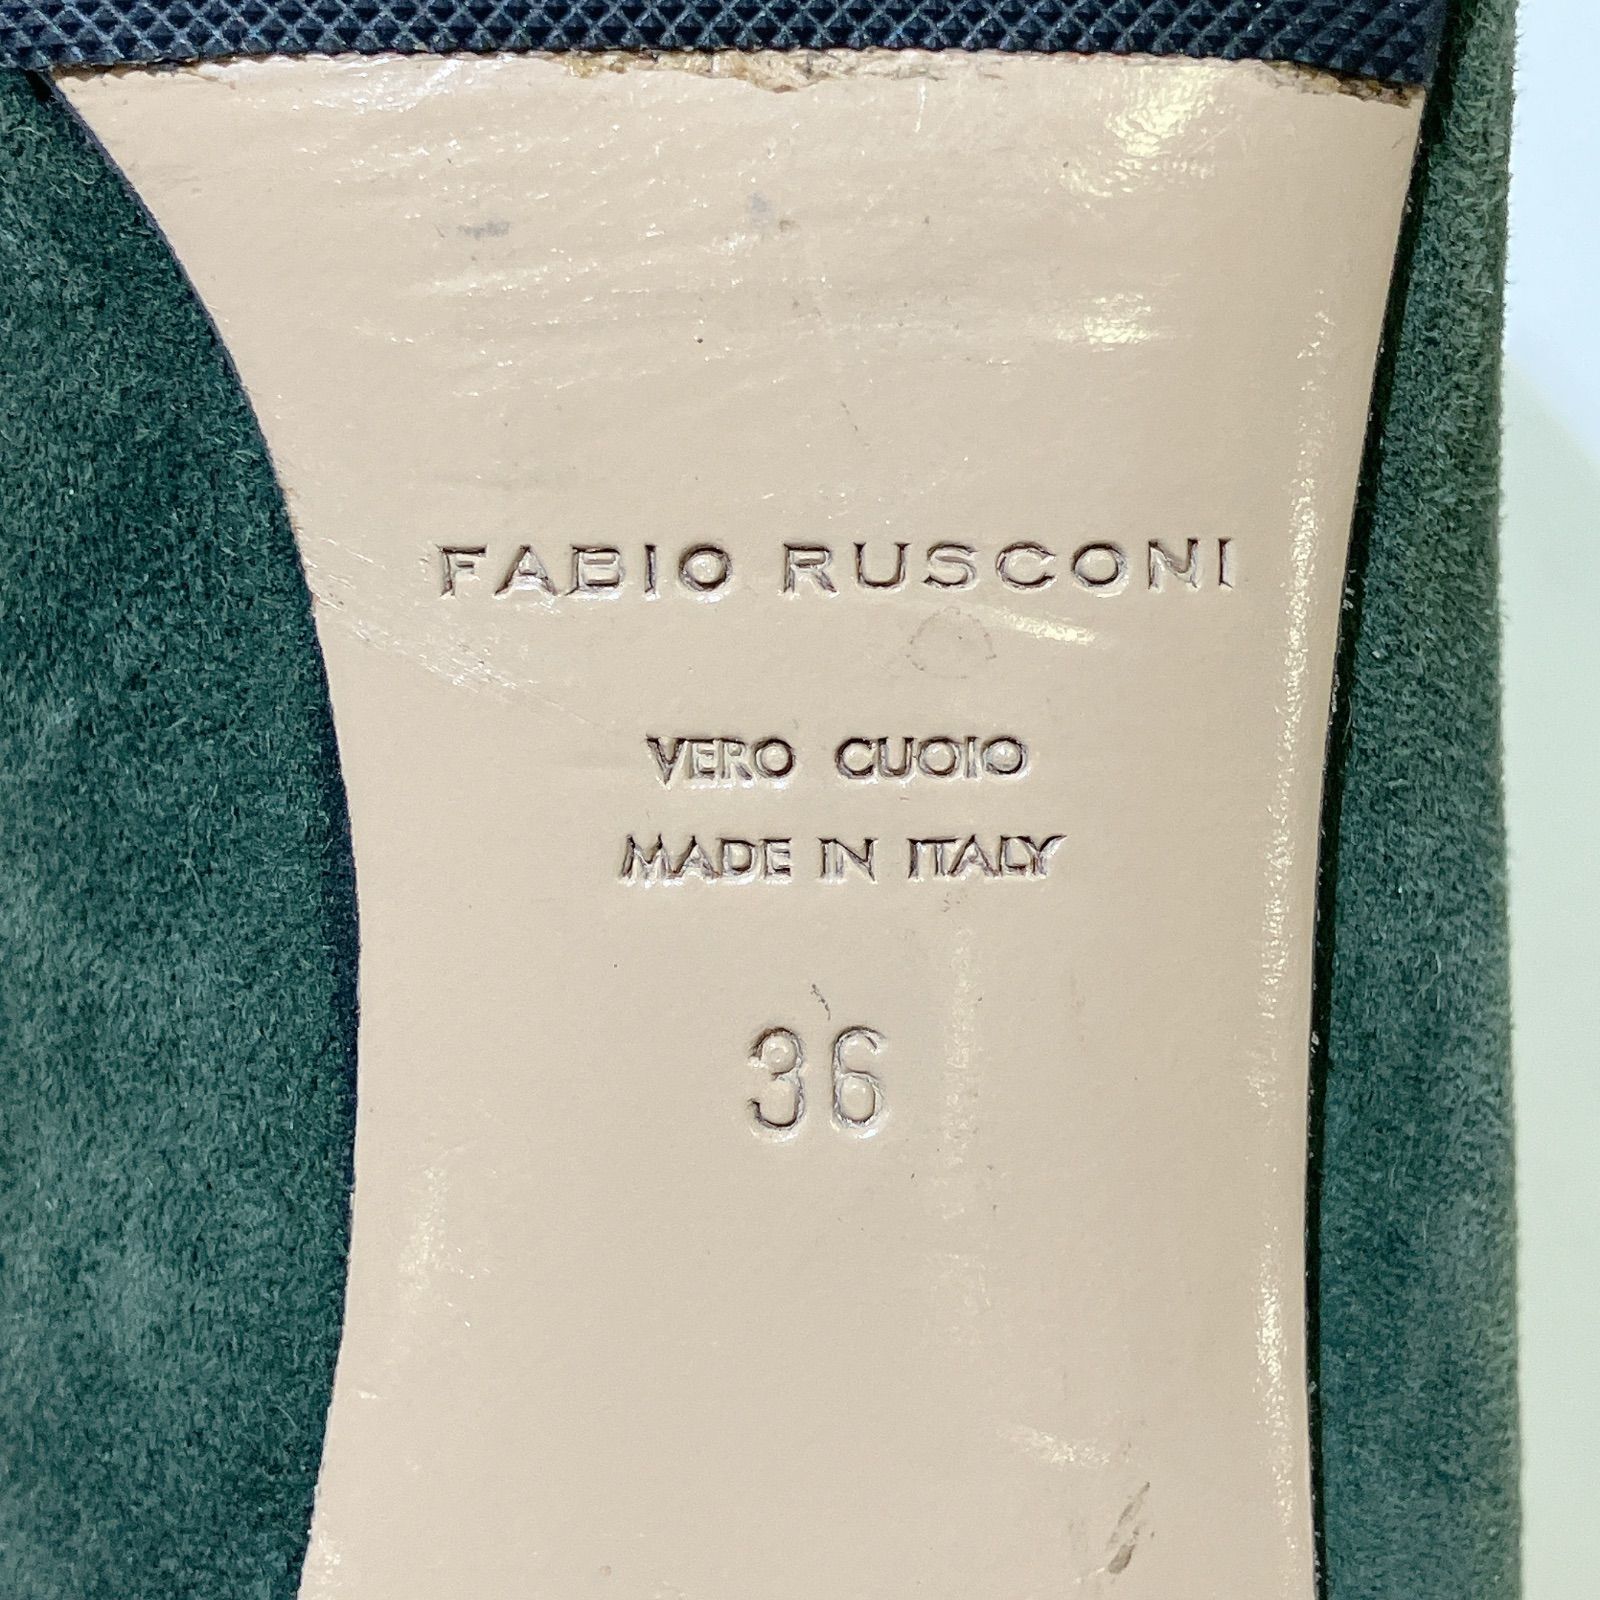 FABIO RUSCONI
VERO CUOIO
MADE IN ITALY
36